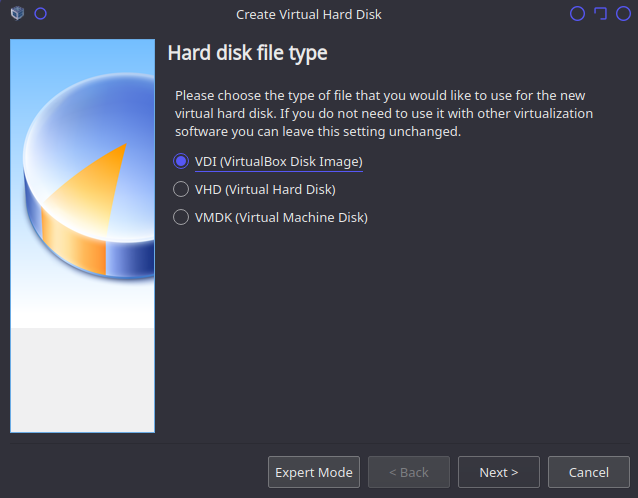 Create Virtual Hard Disk
Hard disk file type
Please choose the type of file that you would like to use for the new
virtual hard disk. If you do not need to use it with other virtualization
software you can leave this setting unchanged.
VDI (VirtualBox Disk Image)
VHD (Virtual Hard Disk)
VMDK (Virtual Machine Disk)
Expert Mode
< Back
Next >
Cancel